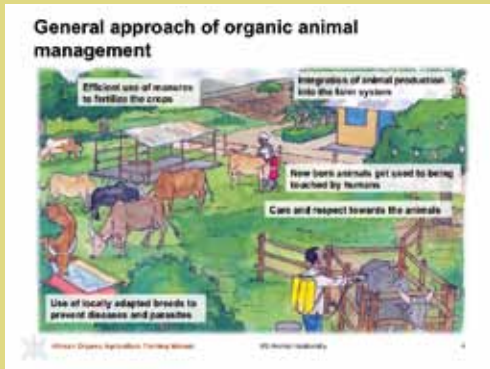 General approach of organic animal
management
Efficient use of manures
to fertilize the crops
Integration of animal production
into the farm system
New born animals get used to being
touched by humans
Care and respect towards the animals
Use of locally adapted breeds to
prevent diseases and parasites
African Organic Agriculture Training Manual